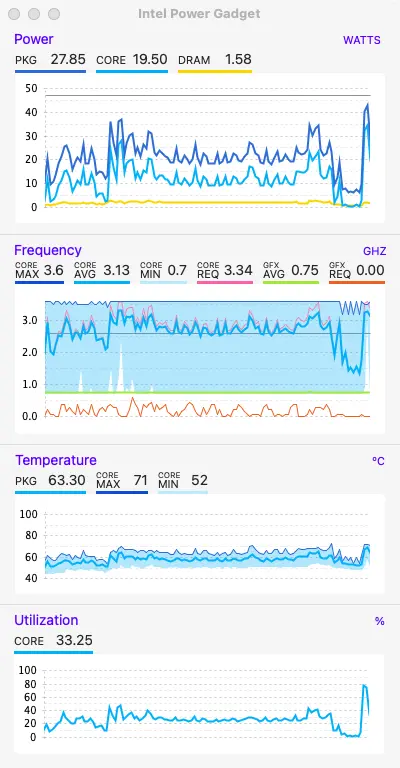 Intel Power Gadget
Power WATTS
PKG 27.85 CORE 19.50 DRAM 1.58
50
40
30
20
10
0
Frequency GHZ
CORE MAX 3.6 CORE AVG 3.13 CORE MIN 0.7 CORE REQ 3.34 GFX AVG 0.75 GFX REQ 0.00
3.0
2.0
1.0
0.0
Temperature °C
PKG 63.30 CORE MAX 71 CORE MIN 52
100
80
60
40
Utilization %
CORE 33.25
100
80
60
40
20
0